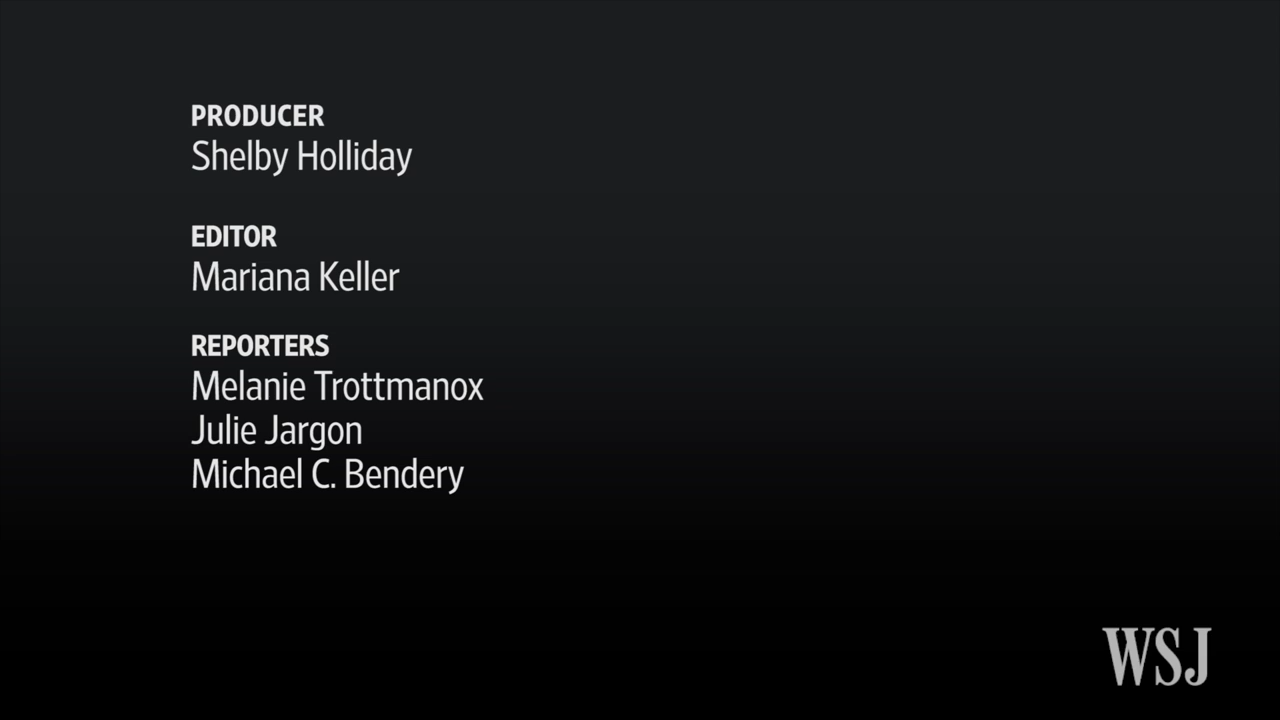 PRODUCER
Shelby Holliday
EDITOR
Mariana Keller
REPORTERS
Melanie Trottmanox
Julie Jargon
Michael C. Bendery
WSJ